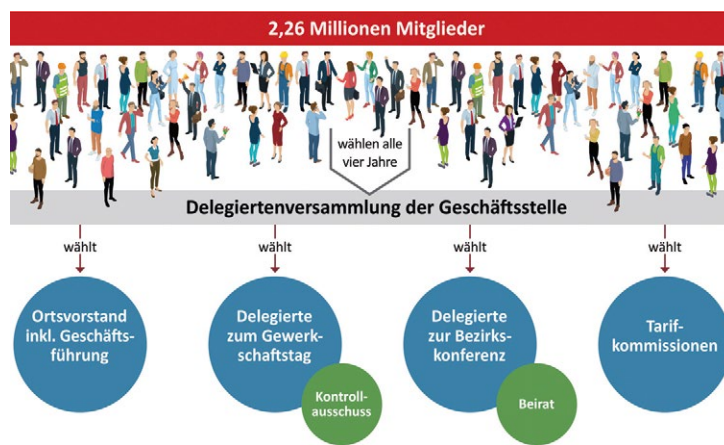 2,26 Millionen Mitglieder
wählen alle
vier Jahre
Delegiertenversammlung der Geschäftsstelle
wählt
wählt
wählt
wählt
Ortsvorstand
inkl. Geschäfts-
führung
Delegierte
zum Gewerk-
schaftstag
Kontroll-
ausschuss
Delegierte
zur Bezirks-
konferenz
Beirat
Tarif-
kommissionen